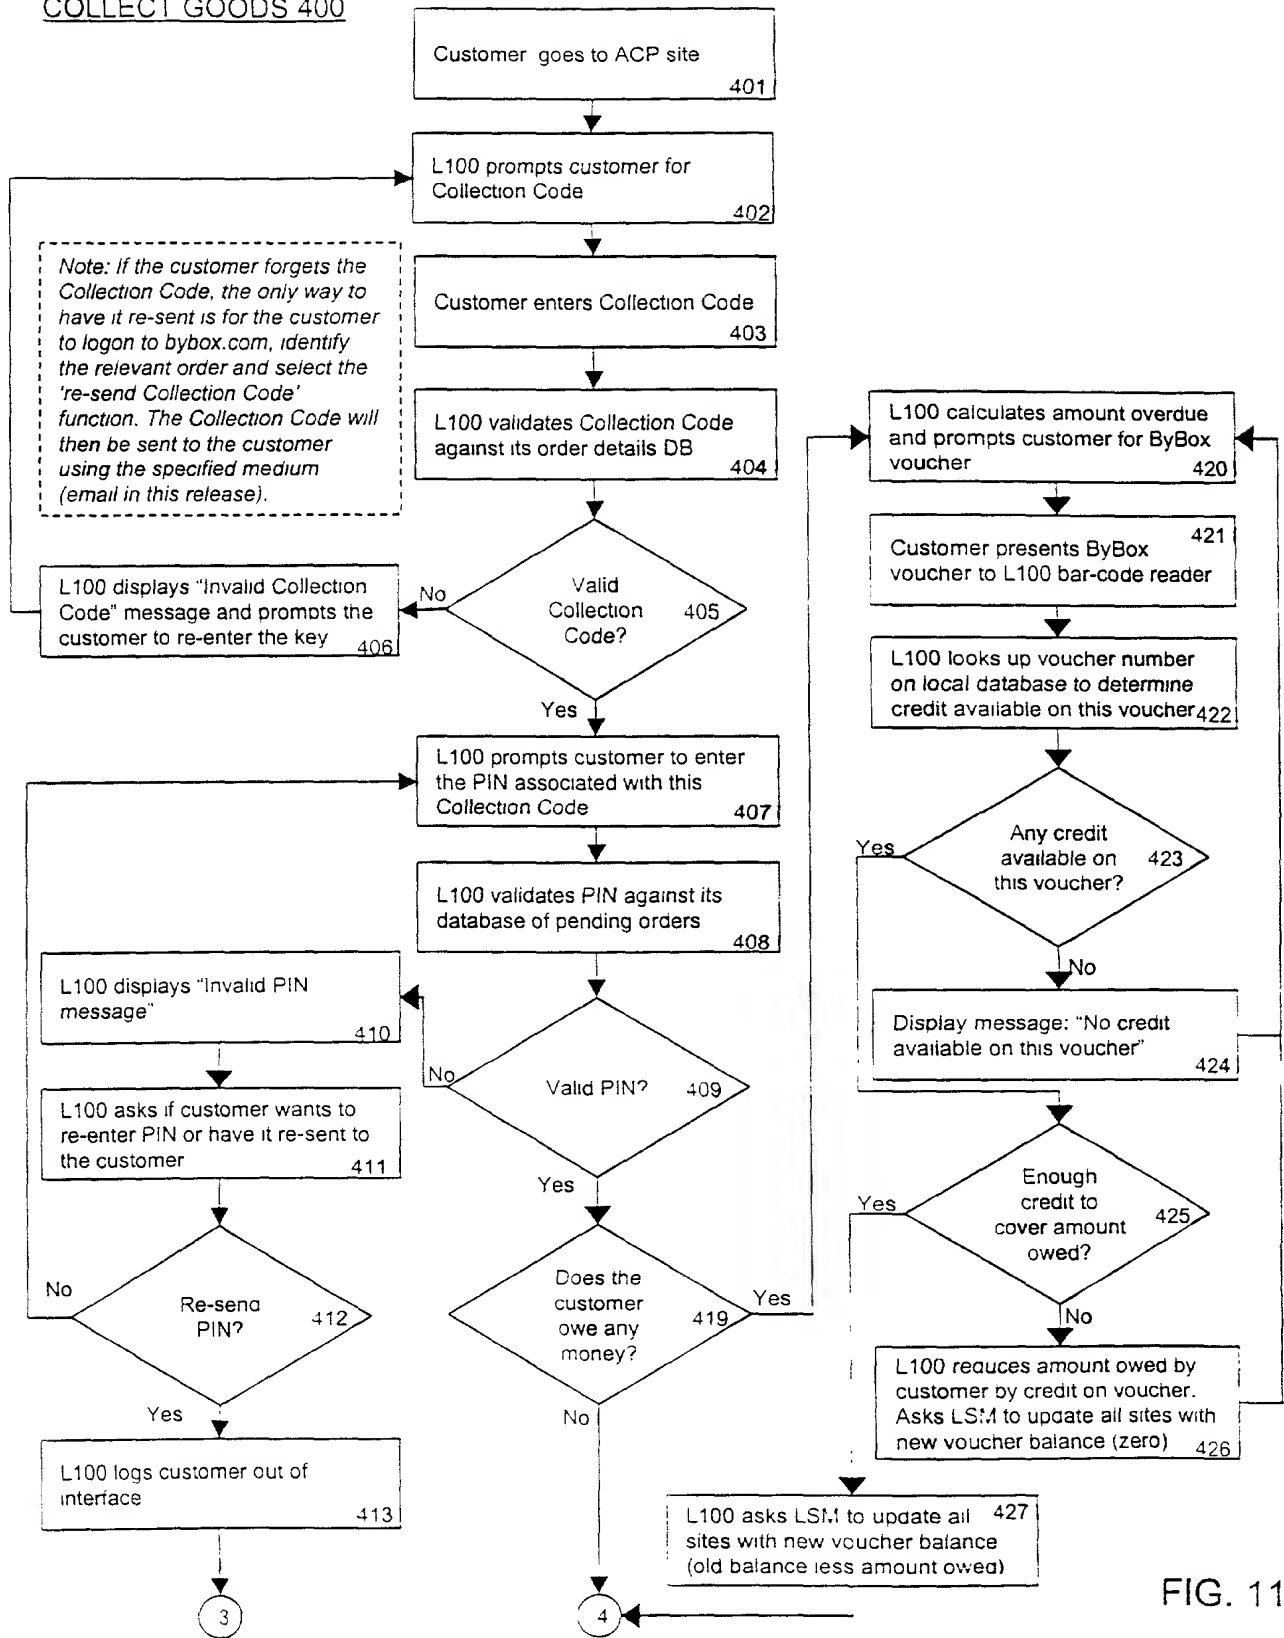 COLLECT GOODS 400
Customer goes to ACP site
401
L100 prompts customer for
Collection Code
402
Note: If the customer forgets the
Collection Code, the only way to
have it re-sent is for the customer
to logon to bybox.com, identify
the relevant order and select the
're-send Collection Code'
function. The Collection Code will
then be sent to the customer
using the specified medium
(email in this release).
Customer enters Collection Code
403
L100 validates Collection Code
against its order details DB
404
Valid
Collection
Code?
405
No
Yes
L100 displays "Invalid Collection
Code" message and prompts the
customer to re-enter the key
406
L100 prompts customer to enter
the PIN associated with this
Collection Code
407
L100 validates PIN against its
database of pending orders
408
Valid PIN?
409
No
Yes
L100 displays "Invalid PIN
message"
410
L100 asks if customer wants to
re-enter PIN or have it re-sent to
the customer
411
Re-send
PIN?
412
No
Yes
L100 logs customer out of
interface
413
3
Does the
customer
owe any
money?
419
Yes
No
4
L100 calculates amount overdue
and prompts customer for ByBox
voucher
420
421
Customer presents ByBox
voucher to L100 bar-code reader
L100 looks up voucher number
on local database to determine
credit available on this voucher
422
Any credit
available on
this voucher?
423
Yes
No
Display message: "No credit
available on this voucher"
424
Enough
credit to
cover amount
owed?
425
Yes
No
L100 reduces amount owed by
customer by credit on voucher.
Asks LSM to update all sites with
new voucher balance (zero)
426
L100 asks LSM to update all
sites with new voucher balance
(old balance less amount owed)
427
FIG. 11